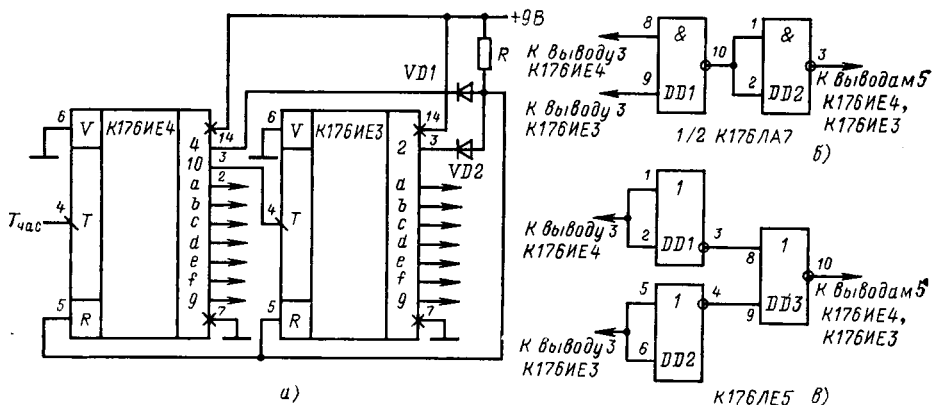 +9В
R
VD1
VD2
6
V
К176ИЕ4
14
4
3
10
2
a
b
c
d
e
f
g
7
Tчас
4
T
5
R
6
V
К176ИЕ3
14
2
3
a
b
c
d
e
f
g
7
4
T
5
R
а)
8
&
К выводу 3
К176ИЕ4
9
К выводу 3
К176ИЕ3
DD1
10
1
&
2
DD2
3
К выводам 5
К176ИЕ4,
К176ИЕ3
1/2 К176ЛА7
б)
1
1
2
DD1
3
К выводу 3
К176ИЕ4
5
1
6
DD2
4
К выводу 3
К176ИЕ3
8
1
9
DD3
10
К выводам 5
К176ИЕ4,
К176ИЕ3
К176ЛЕ5
в)